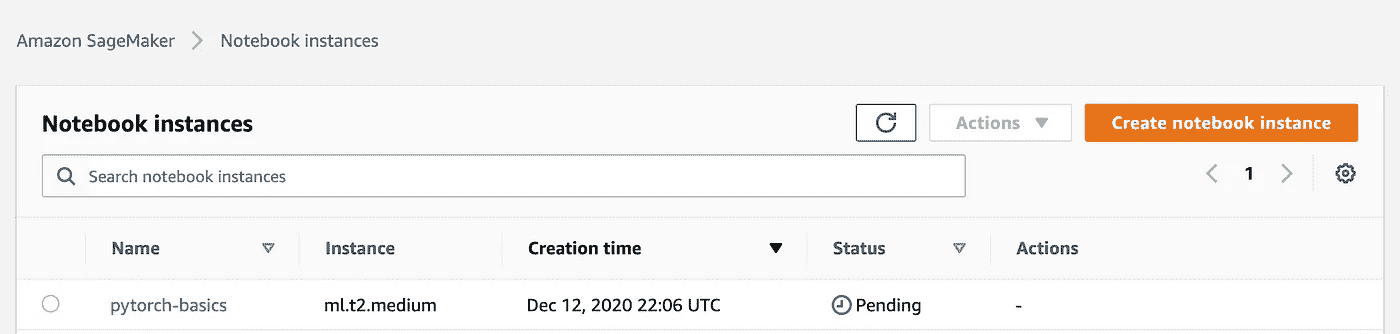 Amazon SageMaker > Notebook instances
Notebook instances
Actions
Create notebook instance
Search notebook instances
1
Name Instance Creation time Status Actions
pytorch-basics ml.t2.medium Dec 12, 2020 22:06 UTC Pending -